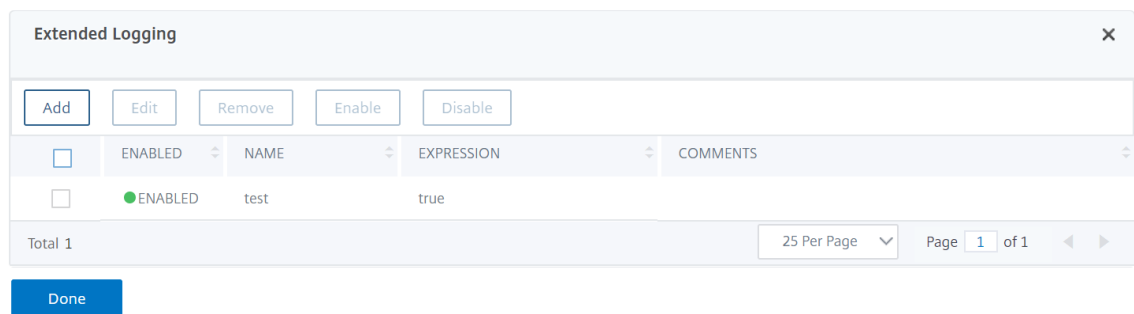 Extended Logging
Add Edit Remove Enable Disable
ENABLED NAME EXPRESSION COMMENTS
ENABLED test true
Total 1 25 Per Page Page 1 of 1
Done